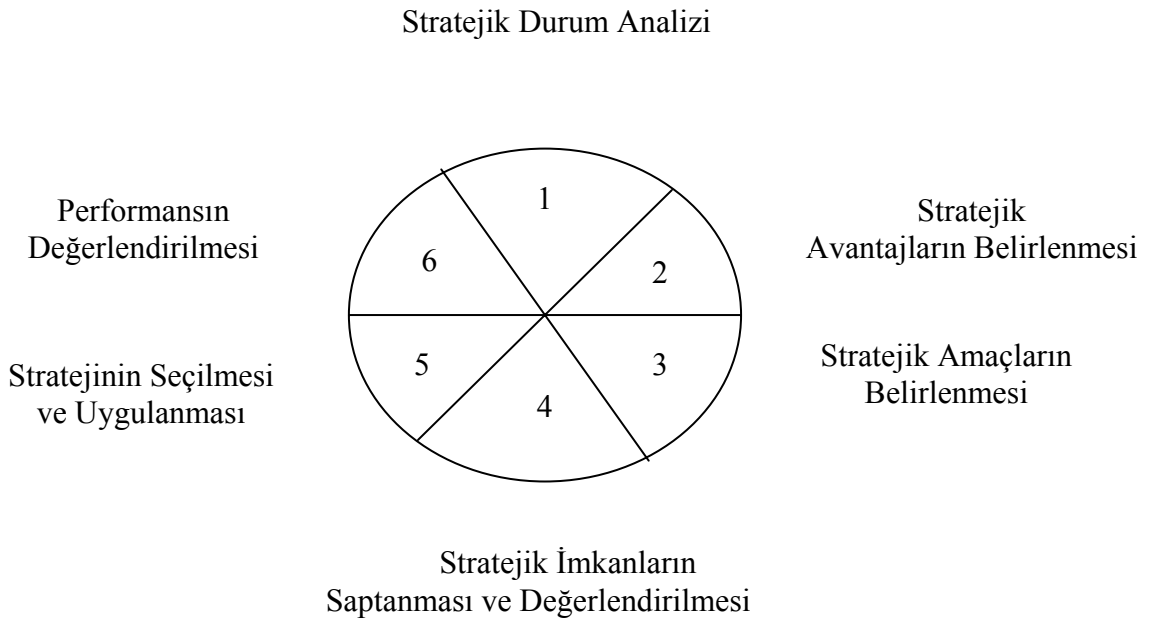 Stratejik Durum Analizi
1
Performansın
Değerlendirilmesi
6
2
Stratejik
Avantajların Belirlenmesi
5
3
4
Stratejinin Seçilmesi
ve Uygulanması
Stratejik Amaçların
Belirlenmesi
Stratejik İmkanların
Saptanması ve Değerlendirilmesi